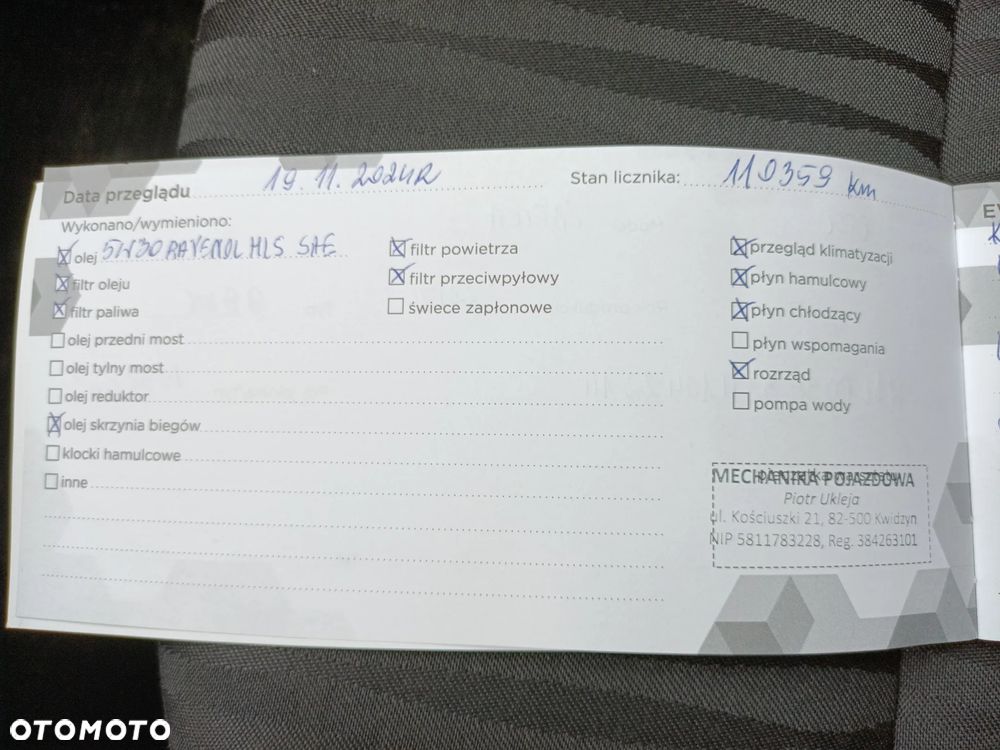 Data przeglądu 19.11.2024R Stan licznika: 110359 km
Wykonano/wymieniono:
olej 5W30 RAVENOL HLS SAE
filtr oleju
filtr paliwa
olej przedni most
olej tylny most
olej reduktor
olej skrzynia biegów
klocki hamulcowe
inne
filtr powietrza
filtr przeciwpyłowy
świece zapłonowe
przegląd klimatyzacji
płyn hamulcowy
płyn chłodzący
płyn wspomagania
rozrząd
pompa wody
MECHANIKA POJAZDOWA
Piotr Ukleja
ul. Kościuszki 21, 82-500 Kwidzyn
NIP 5811783228, Reg. 384263101
OTOMOTO